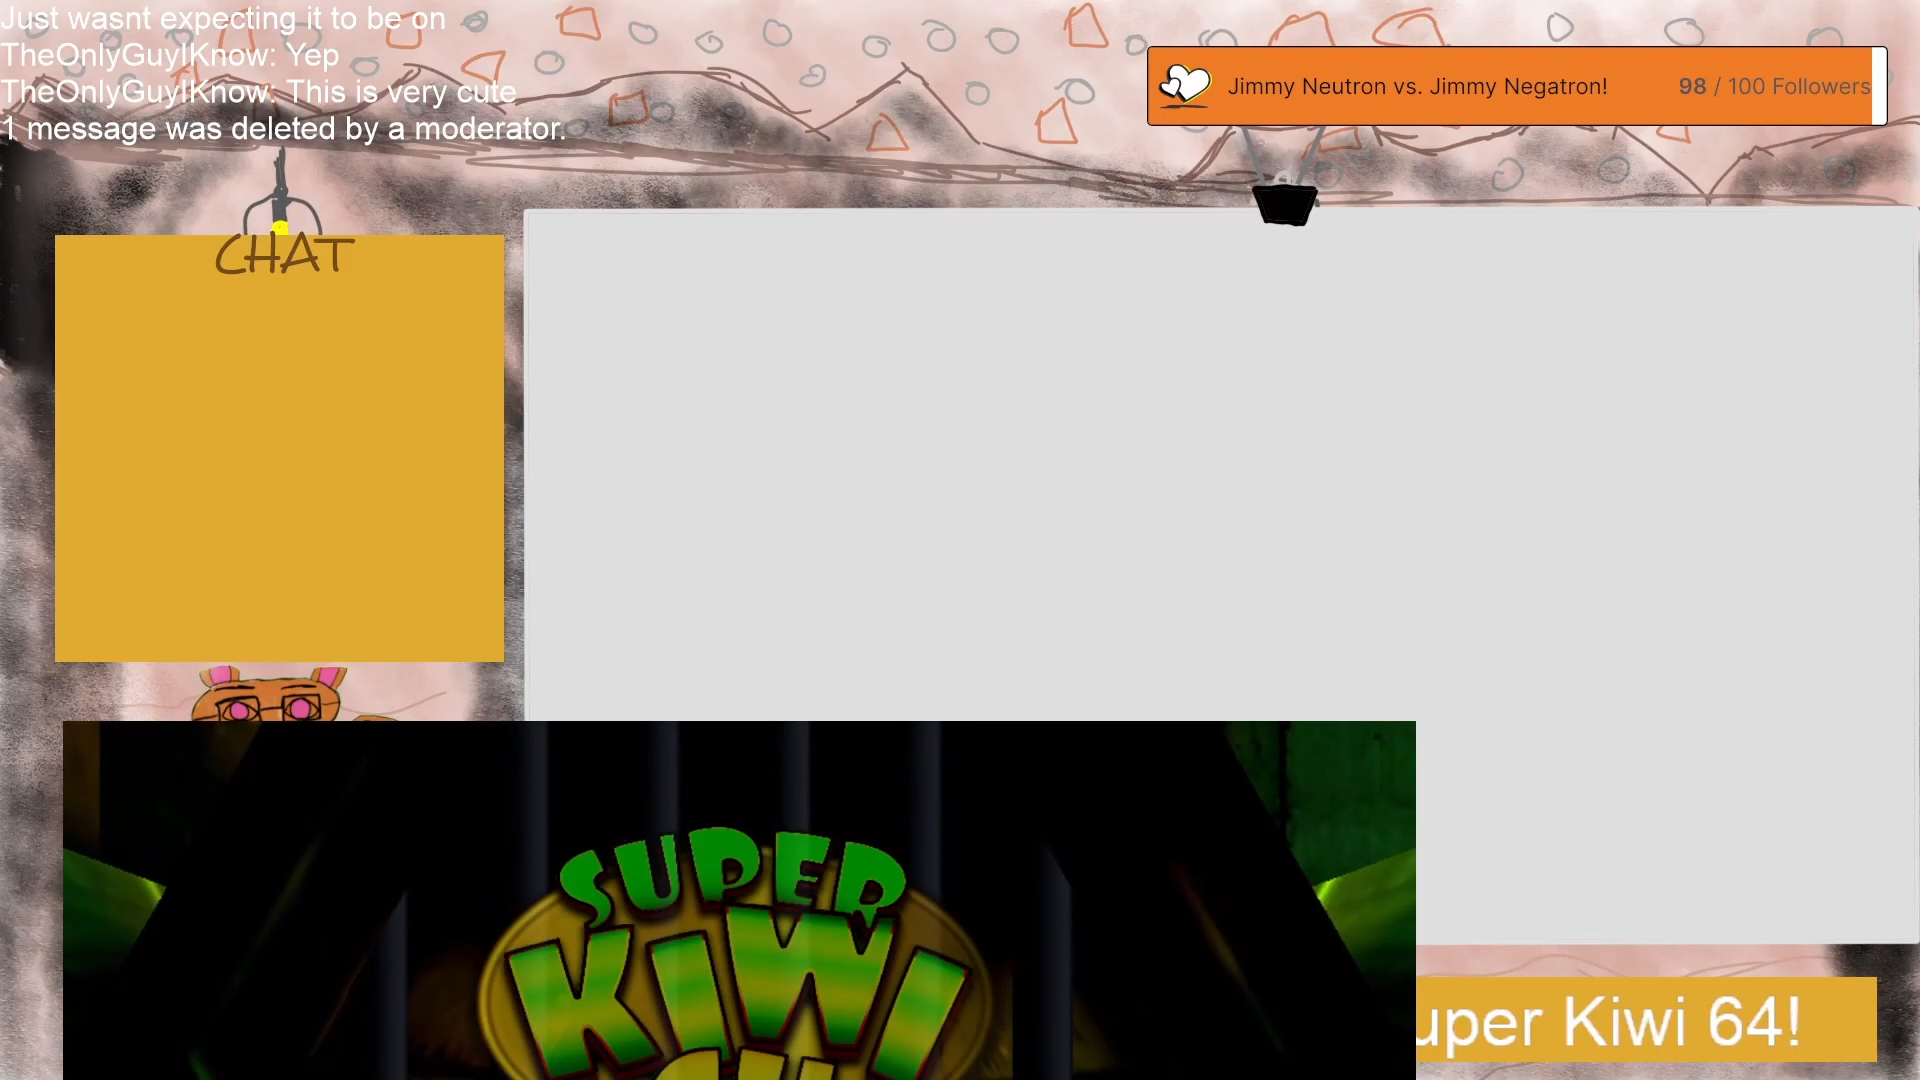 Just wasnt expecting it to be on
TheOnlyGuyIKnow: Yep
TheOnlyGuyIKnow: This is very cute
1 message was deleted by a moderator.
Jimmy Neutron vs. Jimmy Negatron! 98 / 100 Followers
CHAT
SUPER
KIWI
uper Kiwi 64!